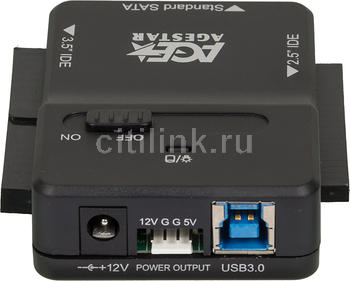 Standard SATA
3.5" IDE
2.5" IDE
AGE
AGESTAR
ON
OFF
citilink.ru
12V G G 5V
+12V
POWER OUTPUT
USB3.0